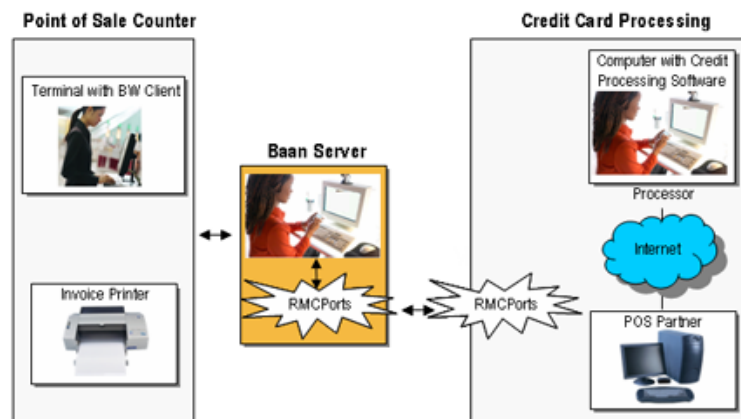 Point of Sale Counter
Terminal with BW Client
Invoice Printer
Baan Server
RMCPorts
Credit Card Processing
Computer with Credit
Processing Software
Processor
Internet
RMCPorts
POS Partner